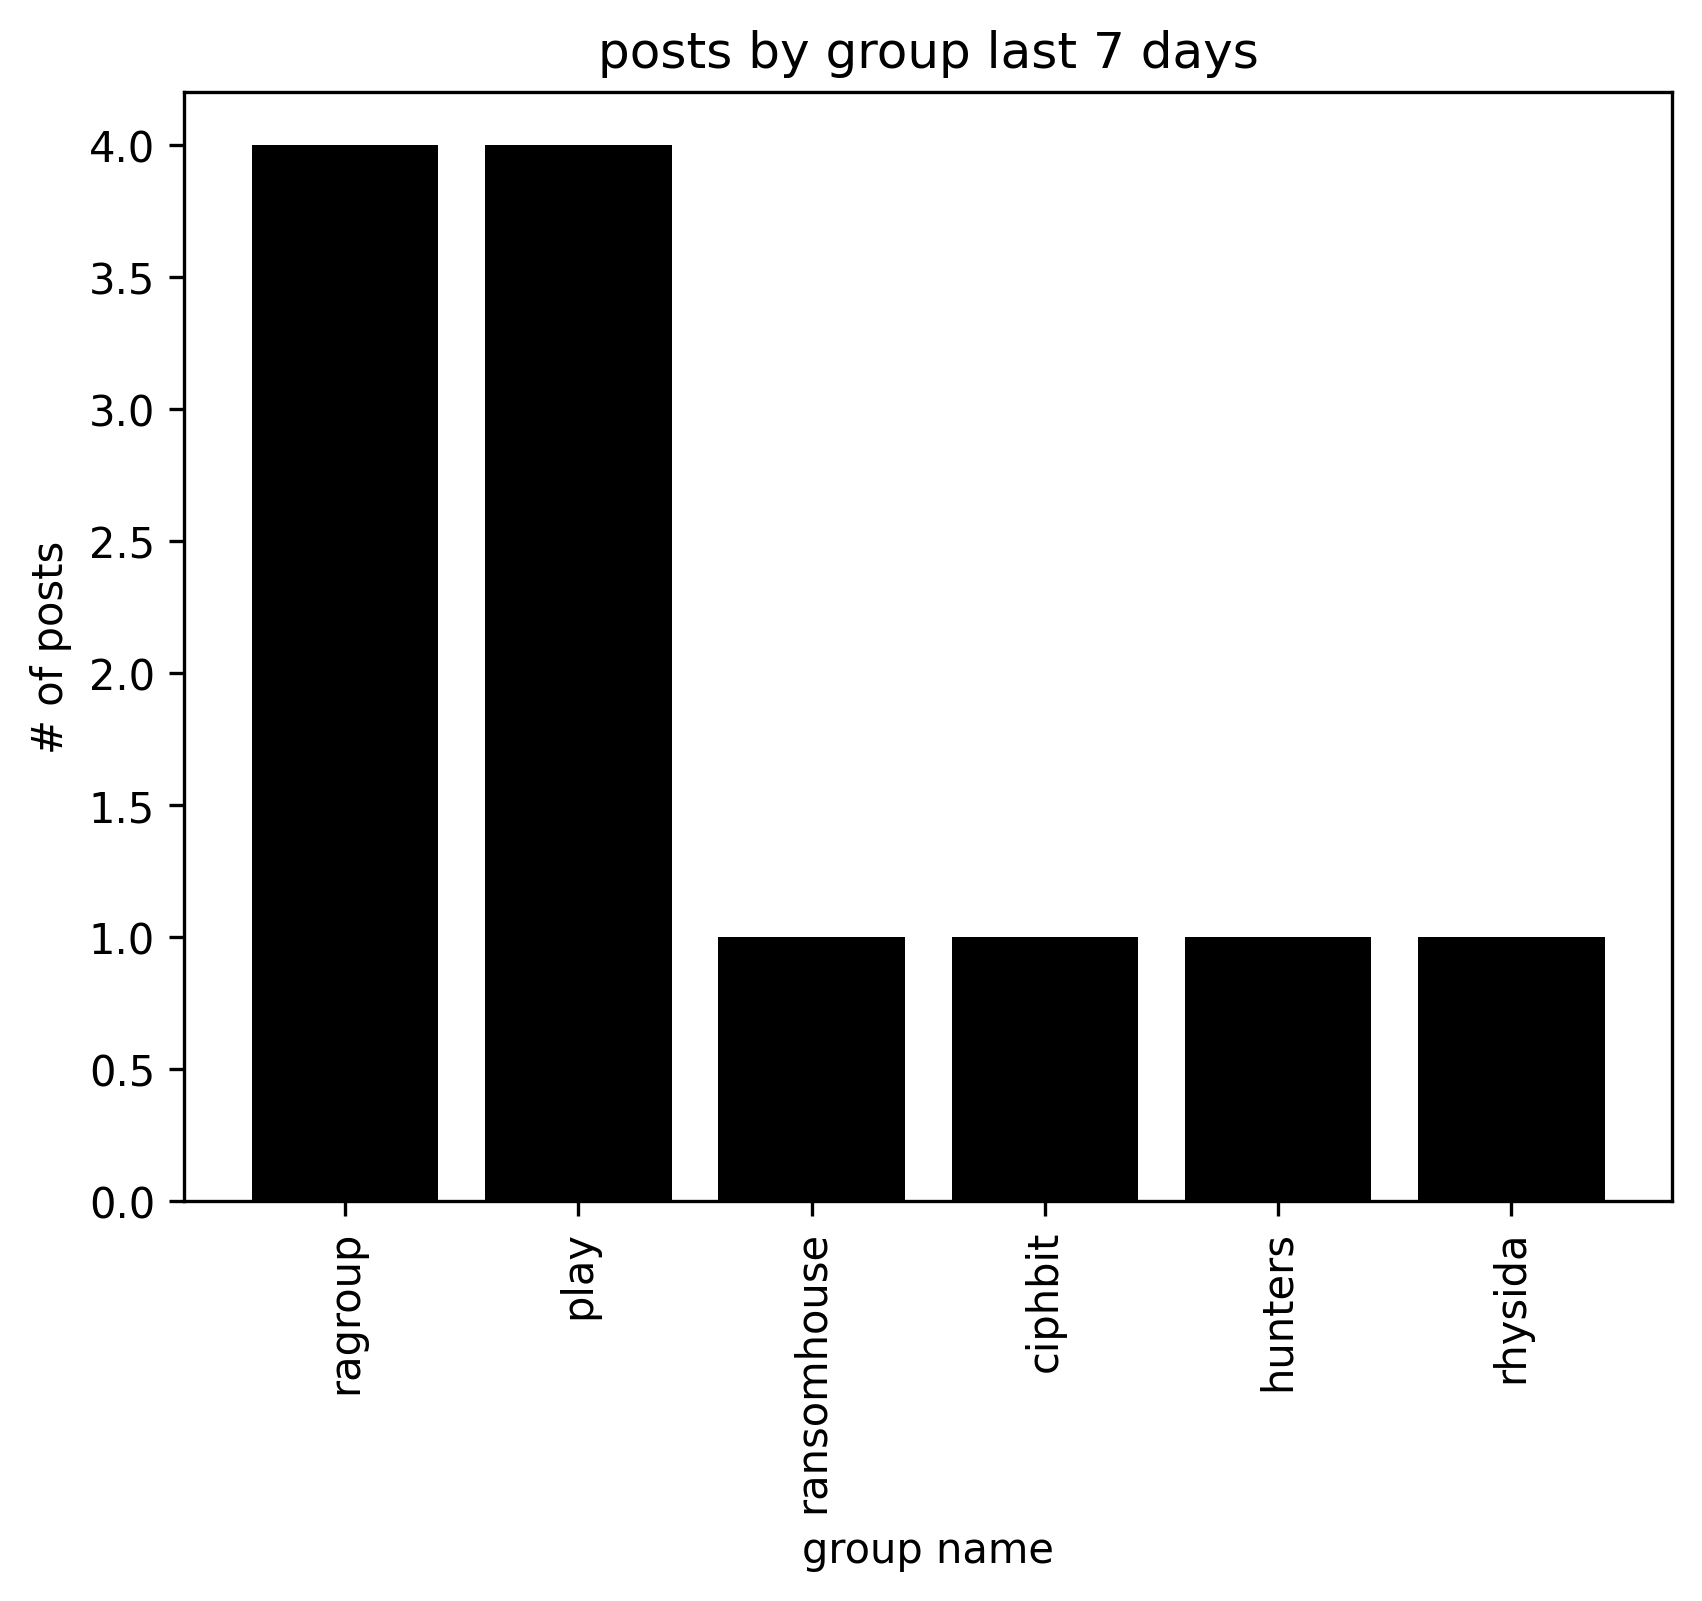 posts by group last 7 days
# of posts
4.0
3.5
3.0
2.5
2.0
1.5
1.0
0.5
0.0
ragroup
play
ransomhouse
ciphbit
hunters
rhysida
group name